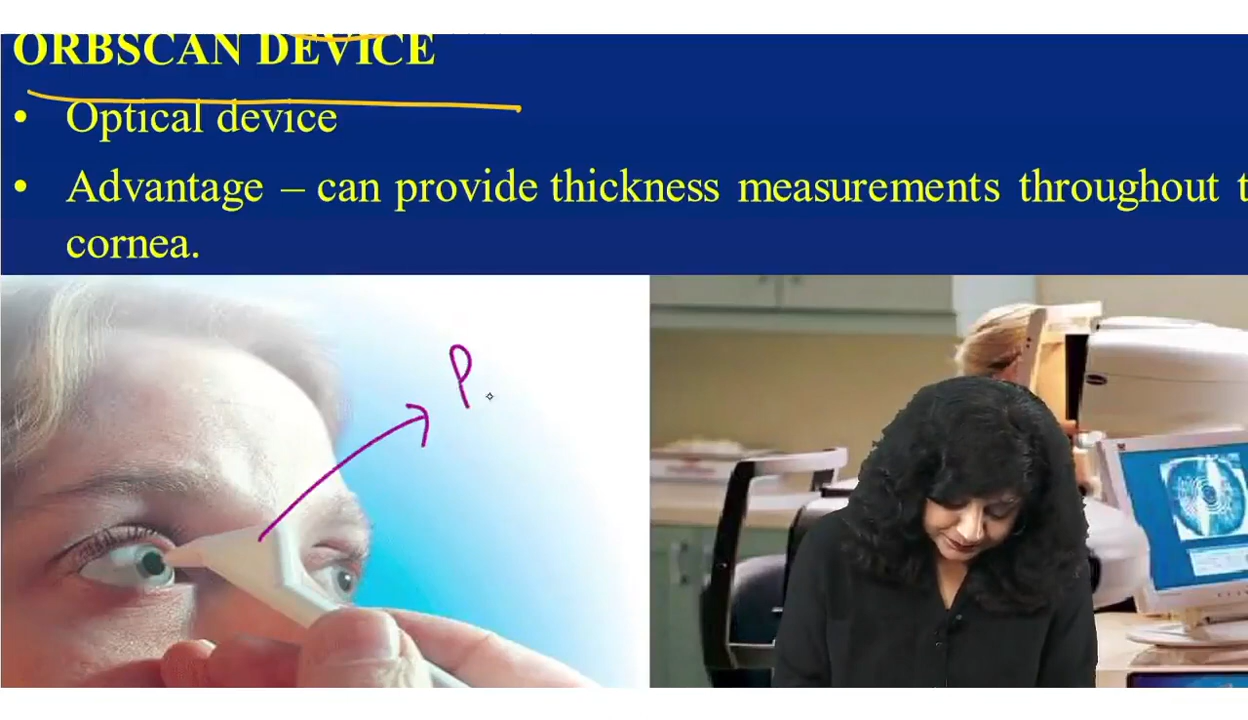 ORBSCAN DEVICE
• Optical device
• Advantage – can provide thickness measurements throughout t
cornea.
P